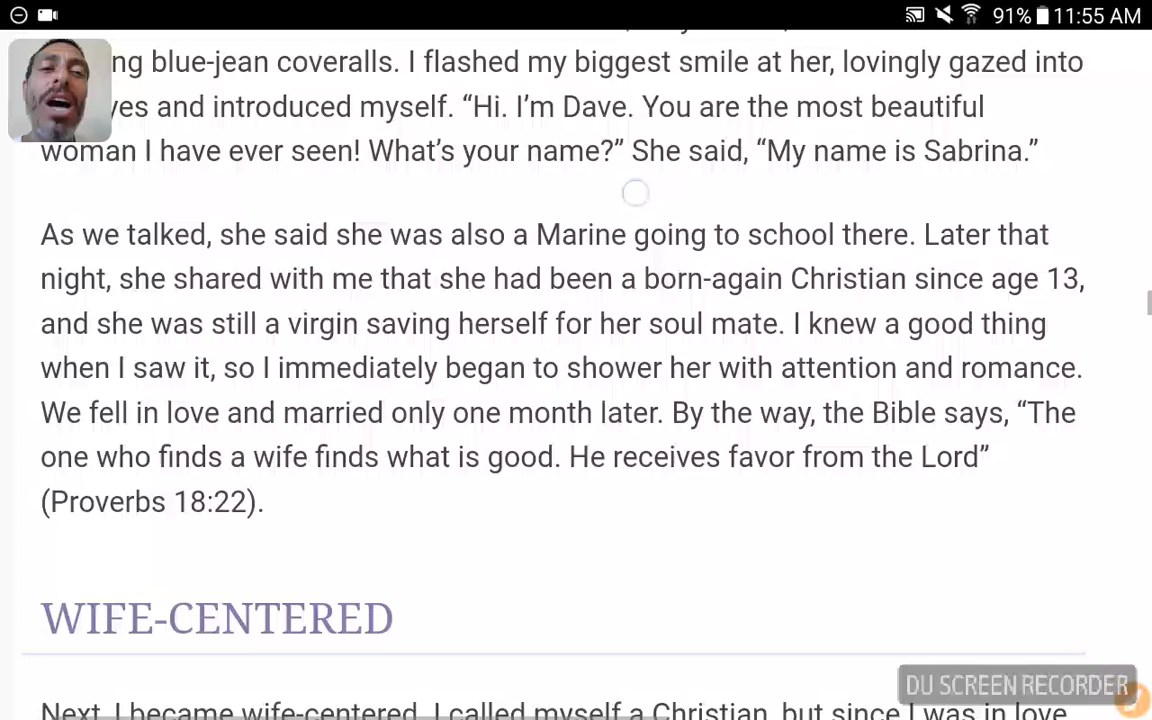 91% 11:55 AM
ng blue-jean coveralls. I flashed my biggest smile at her, lovingly gazed into
yes and introduced myself. “Hi. I’m Dave. You are the most beautiful
woman I have ever seen! What’s your name?” She said, “My name is Sabrina.”
As we talked, she said she was also a Marine going to school there. Later that
night, she shared with me that she had been a born-again Christian since age 13,
and she was still a virgin saving herself for her soul mate. I knew a good thing
when I saw it, so I immediately began to shower her with attention and romance.
We fell in love and married only one month later. By the way, the Bible says, “The
one who finds a wife finds what is good. He receives favor from the Lord”
(Proverbs 18:22).
WIFE-CENTERED
DU SCREEN RECORDER
Next, I became wife-centered. I called myself a Christian, but since I was in love